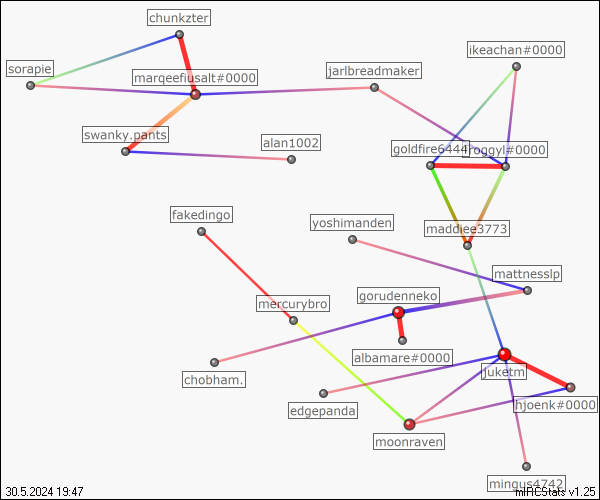 chunkzter
ikeachan#0000
sorapie
marqeefiusalt#0000
jarlbreadmaker
swanky.pants
alan1002
goldfire6444
roggyl#0000
fakedingo
yoshimanden
maddiee3773
mattnesslp
gorudenneko
mercurybro
albamare#0000
juketm
chobham.
edgepanda
hjoenk#0000
moonraven
mingus4742
30.5.2024 19:47
mIRCStats v1.25